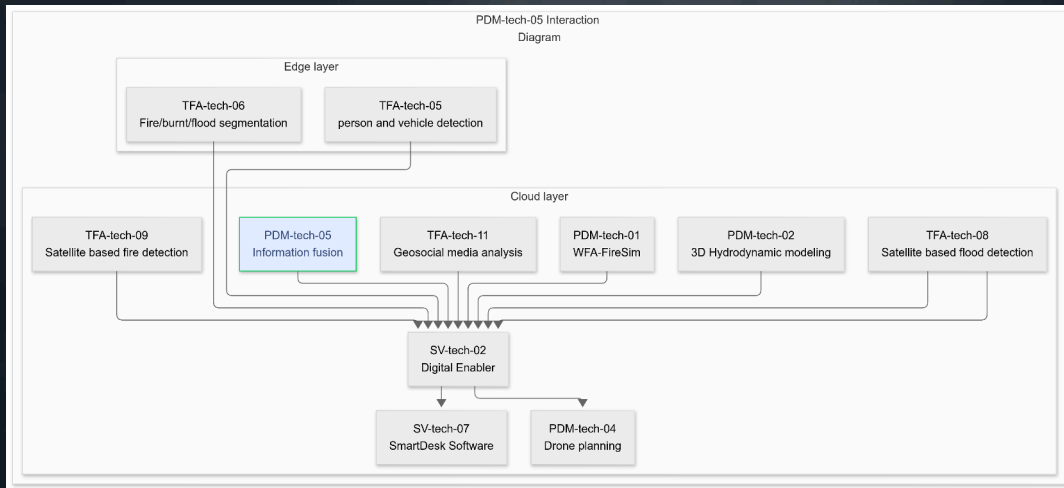 PDM-tech-05 Interaction
Diagram
Edge layer
TFA-tech-06
Fire/burnt/flood segmentation
TFA-tech-05
person and vehicle detection
Cloud layer
TFA-tech-09
Satellite based fire detection
PDM-tech-05
Information fusion
TFA-tech-11
Geosocial media analysis
PDM-tech-01
WFA-FireSim
PDM-tech-02
3D Hydrodynamic modeling
TFA-tech-08
Satellite based flood detection
SV-tech-02
Digital Enabler
SV-tech-07
SmartDesk Software
PDM-tech-04
Drone planning